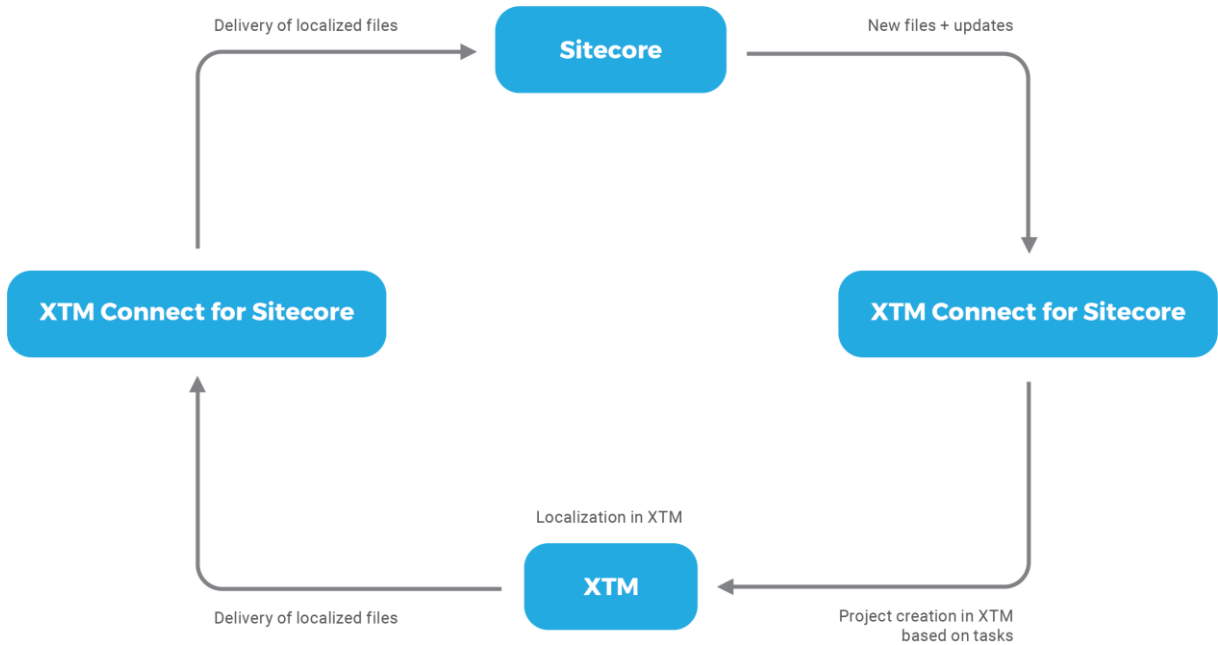 Delivery of localized files
Sitecore
New files + updates
XTM Connect for Sitecore
XTM Connect for Sitecore
Localization in XTM
XTM
Delivery of localized files
Project creation in XTM
based on tasks